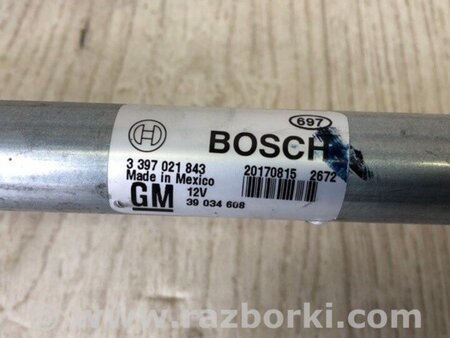 697
BOSCH
3 397 021 843
Made in Mexico
20170815 2672
GM
12V
39 034 608
© www.razborki.com